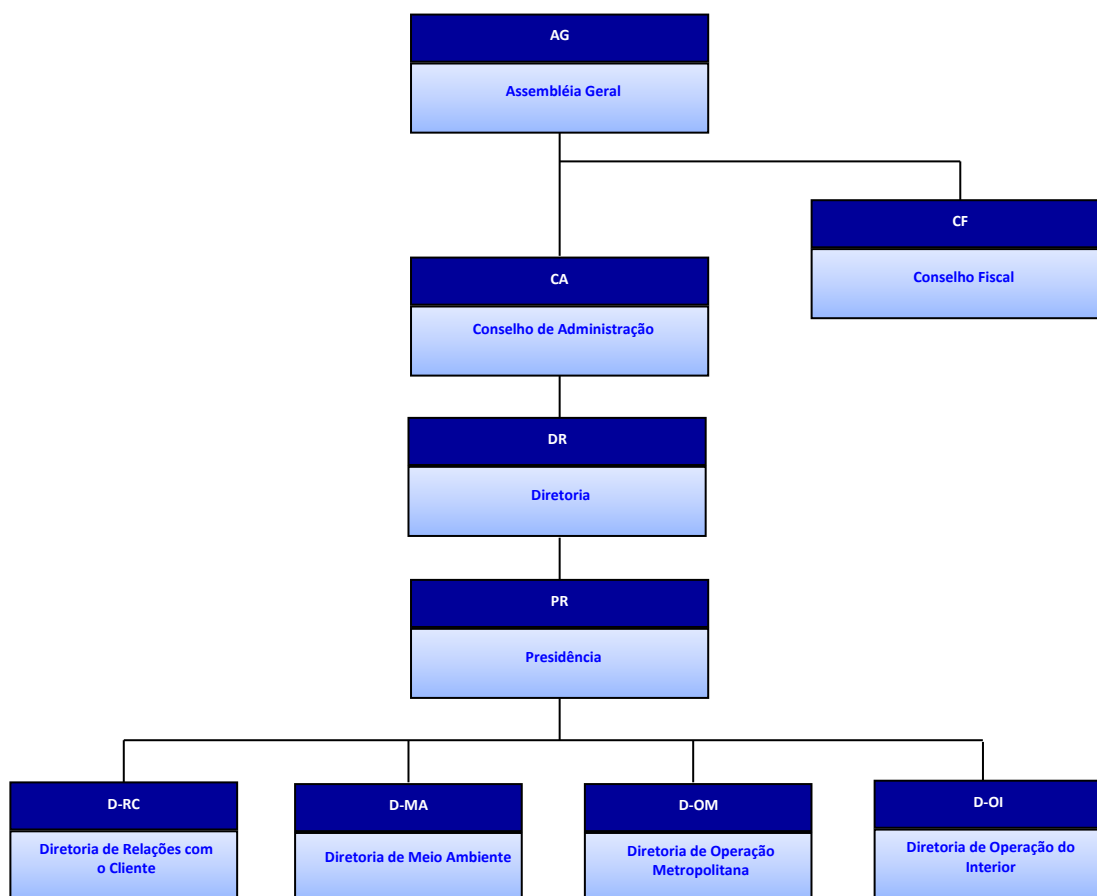 AG
Assembléia Geral
CF
Conselho Fiscal
CA
Conselho de Administração
DR
Diretoria
PR
Presidência
D-RC
Diretoria de Relações com
o Cliente
D-MA
Diretoria de Meio Ambiente
D-OM
Diretoria de Operação
Metropolitana
D-OI
Diretoria de Operação do
Interior